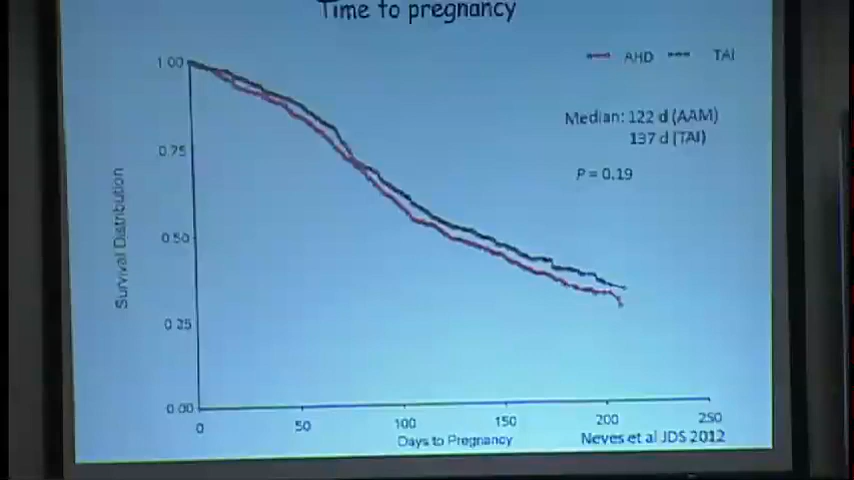 Time to pregnancy
AHD TAI
Median: 122 d (AAM)
137 d (TAI)
P = 0.19
Survival Distribution
1.00
0.75
0.50
0.25
0.00
0 50 100 150 200 250
Days to Pregnancy
Neves et al JDS 2012